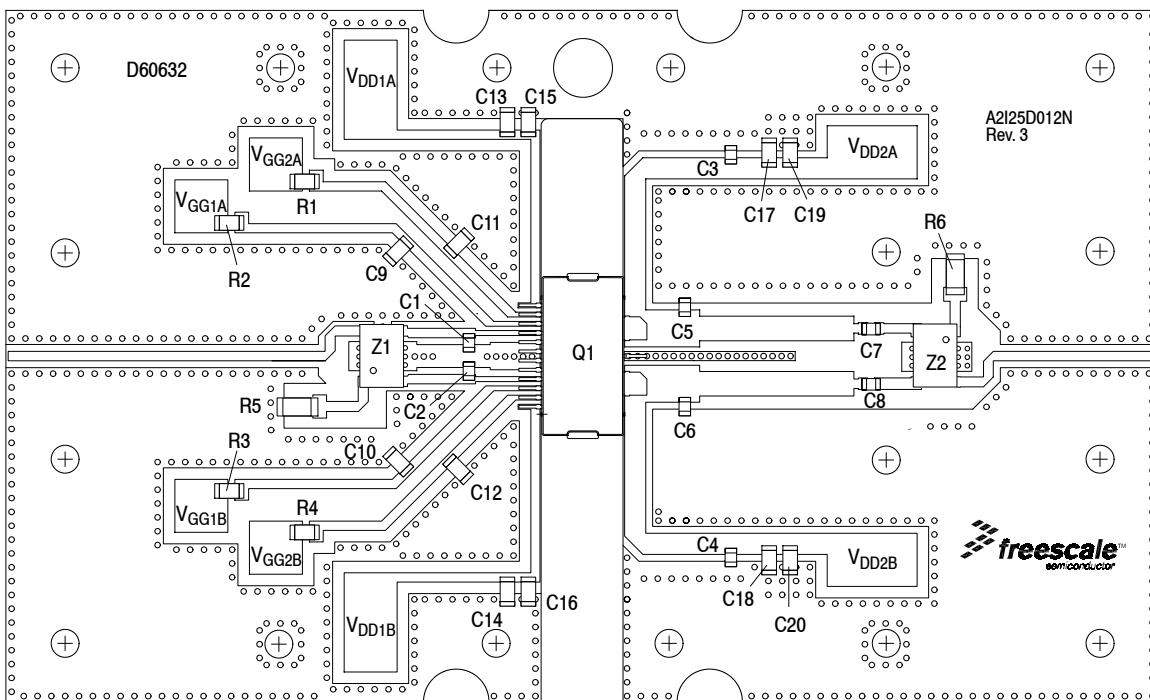 D60632
VDD1A
C13 C15
A2I25D012N
Rev. 3
VGG2A
VDD2A
C3
R1
VGG1A
C17 C19
C11
R6
R2
C9
C1
C5
Z1
Q1
C7
Z2
R5
C2
C8
C6
R3
C10
C12
R4
VGG1B
VGG2B
C4
VDD2B
freescale™
semiconductor
C18
C20
C14 C16
VDD1B